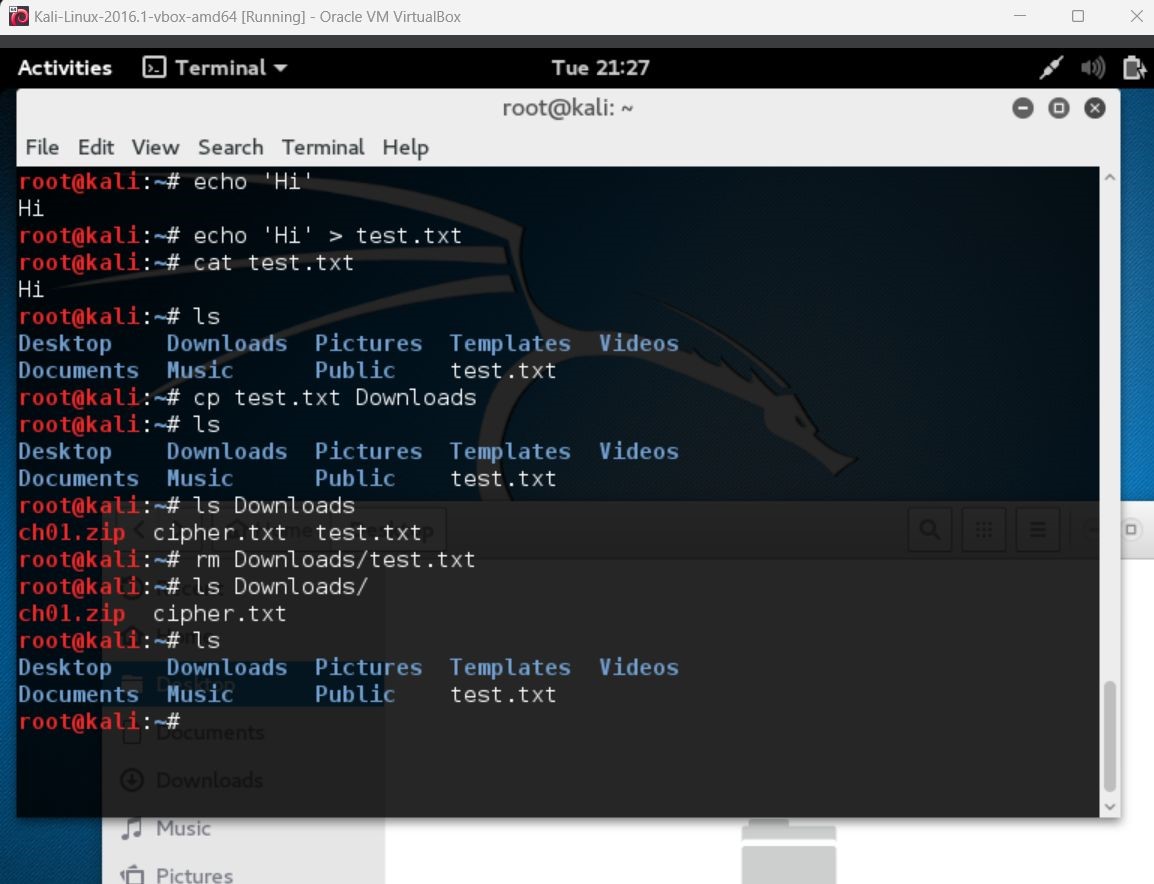 Kali-Linux-2016.1-vbox-amd64 [Running] - Oracle VM VirtualBox
Activities Terminal Tue 21:27
root@kali: ~
File Edit View Search Terminal Help
root@kali:~# echo 'Hi'
Hi
root@kali:~# echo 'Hi' > test.txt
root@kali:~# cat test.txt
Hi
root@kali:~# ls
Desktop Downloads Pictures Templates Videos
Documents Music Public test.txt
root@kali:~# cp test.txt Downloads
root@kali:~# ls
Desktop Downloads Pictures Templates Videos
Documents Music Public test.txt
root@kali:~# ls Downloads
ch01.zip cipher.txt test.txt
root@kali:~# rm Downloads/test.txt
root@kali:~# ls Downloads/
ch01.zip cipher.txt
root@kali:~# ls
Desktop Downloads Pictures Templates Videos
Documents Music Public test.txt
root@kali:~#
Desktop
Documents
Downloads
Music
Pictures